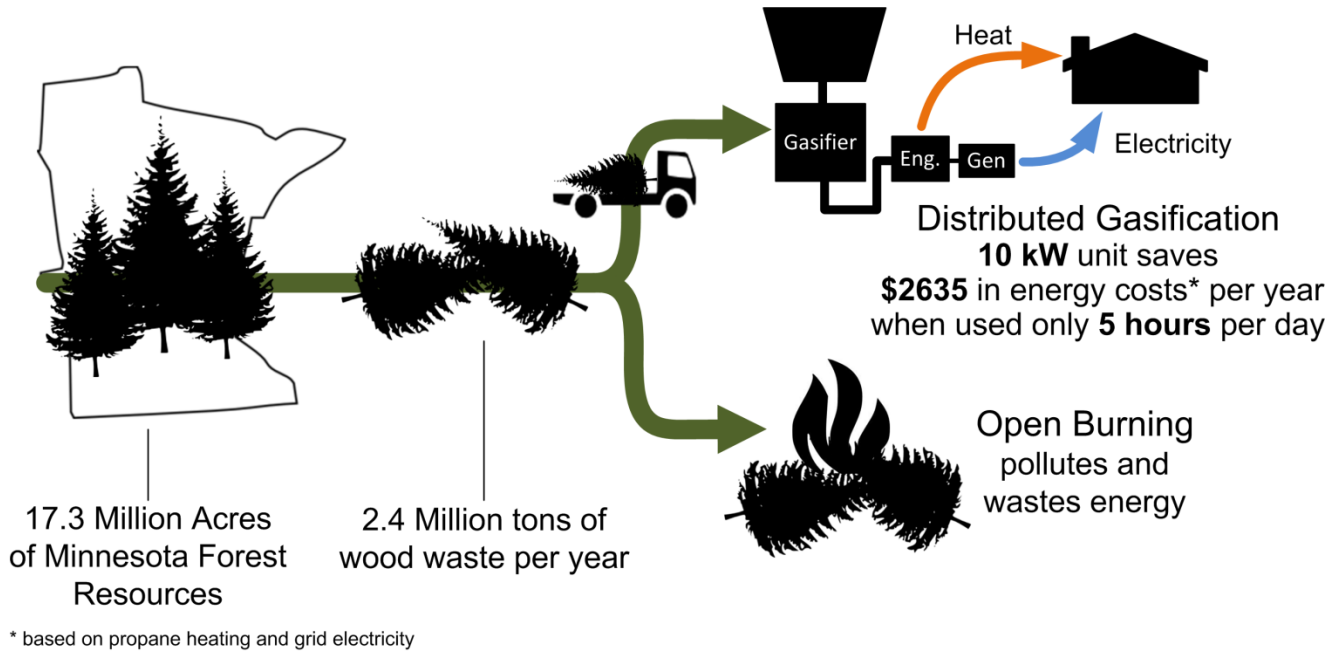 Heat
Gasifier
Eng.
Gen
Electricity
Distributed Gasification
10 kW unit saves
$2635 in energy costs* per year
when used only 5 hours per day
Open Burning
pollutes and
wastes energy
17.3 Million Acres
of Minnesota Forest
Resources
2.4 Million tons of
wood waste per year
* based on propane heating and grid electricity